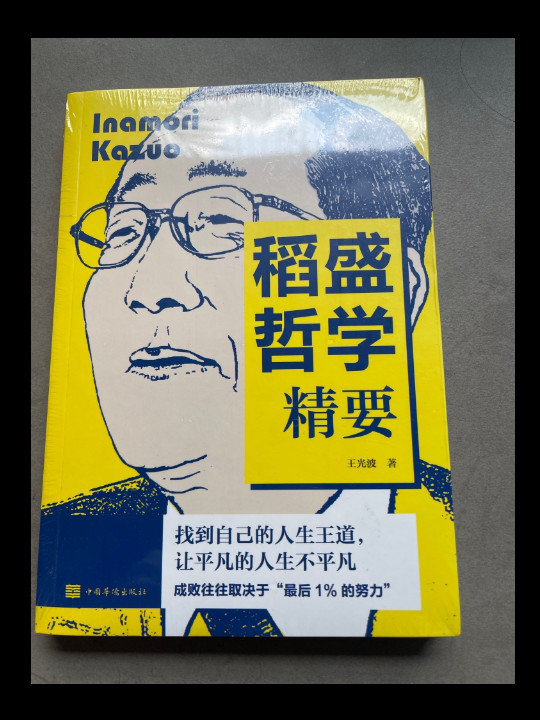 Inamori
Kazuo
稻盛
哲学
精要
王光波 著
找到自己的人生王道，
让平凡的人生不平凡
成败往往取决于“最后1%的努力”
中国华侨出版社